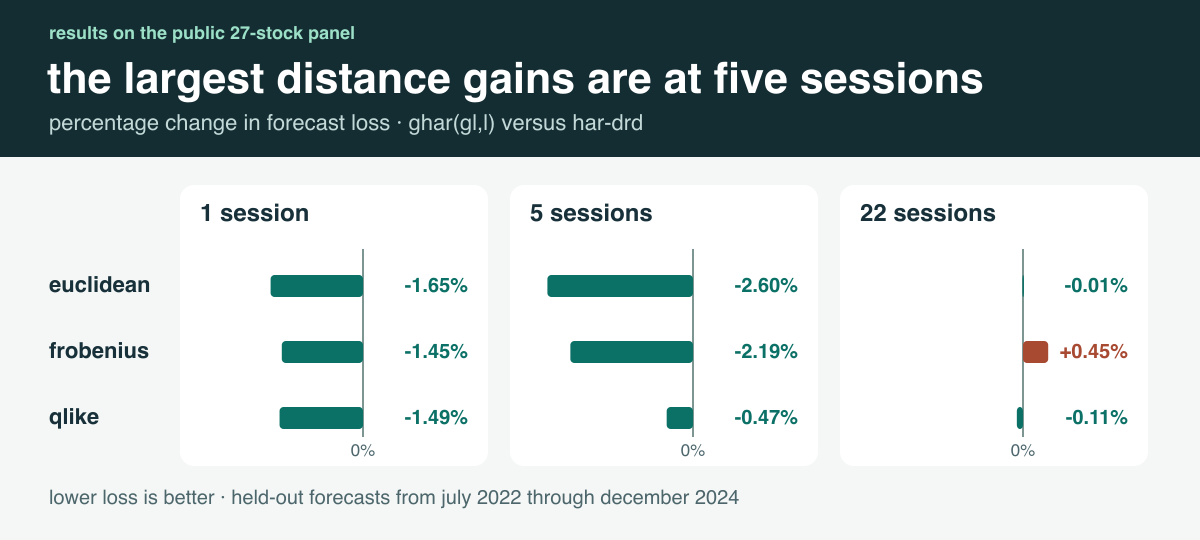 results on the public 27-stock panel
the largest distance gains are at five sessions
percentage change in forecast loss · ghar(gl,l) versus har-drd
1 session
5 sessions
22 sessions
euclidean
-1.65%
-2.60%
-0.01%
frobenius
-1.45%
-2.19%
+0.45%
qlike
-1.49%
-0.47%
-0.11%
0%
0%
0%
lower loss is better · held-out forecasts from july 2022 through december 2024